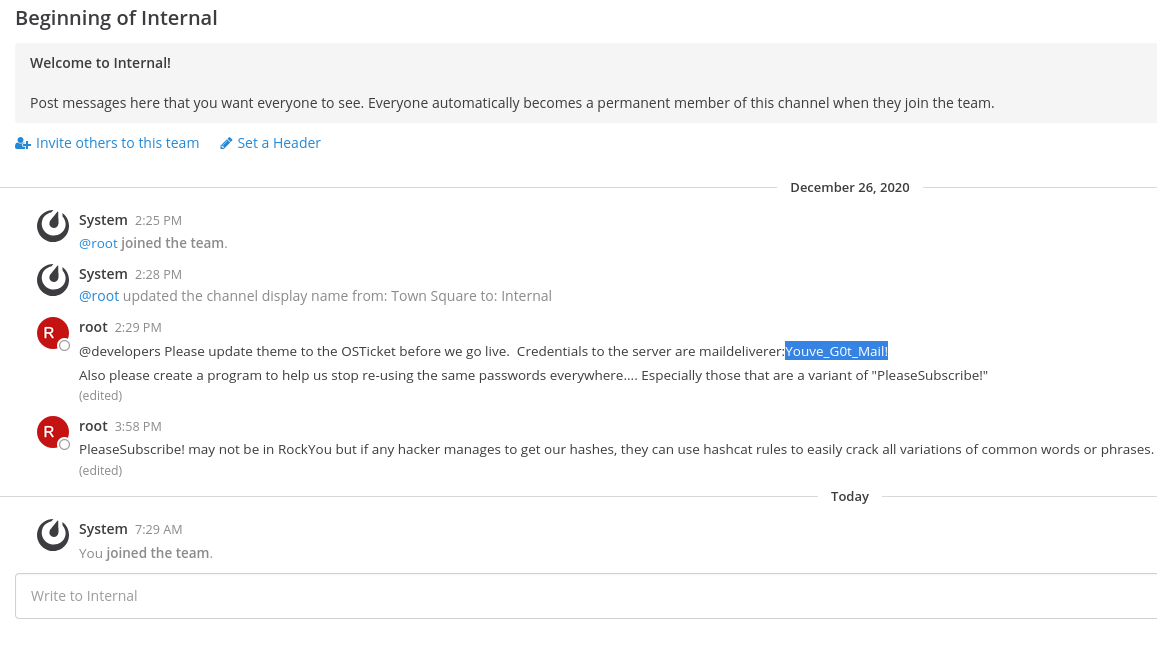 Beginning of Internal
Welcome to Internal!
Post messages here that you want everyone to see. Everyone automatically becomes a permanent member of this channel when they join the team.
Invite others to this team Set a Header
December 26, 2020
System 2:25 PM
@root joined the team.
System 2:28 PM
@root updated the channel display name from: Town Square to: Internal
R root 2:29 PM
@developers Please update theme to the OSTicket before we go live.  Credentials to the server are maildeliverer:Youve_G0t_Mail!
Also please create a program to help us stop re-using the same passwords everywhere.... Especially those that are a variant of "PleaseSubscribe!"
(edited)
R root 3:58 PM
PleaseSubscribe! may not be in RockYou but if any hacker manages to get our hashes, they can use hashcat rules to easily crack all variations of common words or phrases.
(edited)
Today
System 7:29 AM
You joined the team.
Write to Internal